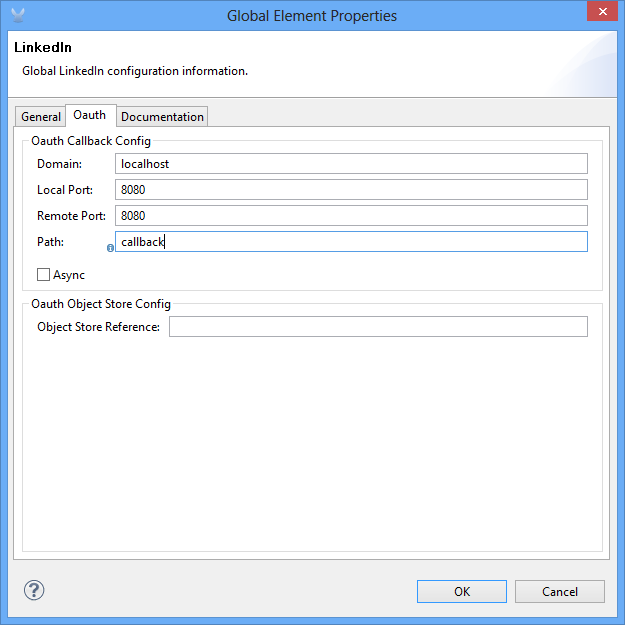 Global Element Properties
LinkedIn
Global LinkedIn configuration information.
General Oauth Documentation
Oauth Callback Config
Domain: localhost
Local Port: 8080
Remote Port: 8080
Path: callback
Async
Oauth Object Store Config
Object Store Reference:
OK Cancel